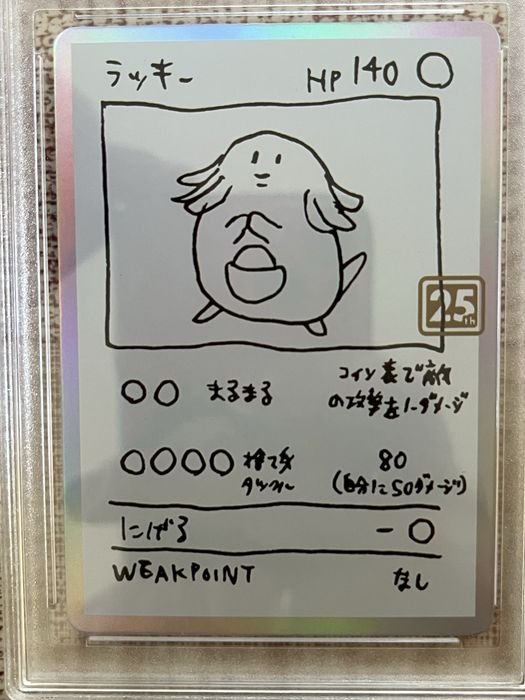 ラッキー HP 140
25th
まるまる コイン表で敵
の攻撃を1-ダメージ
捨て身 80
タックル (自分に50ダメージ)
にげる -
WEAKPOINT なし